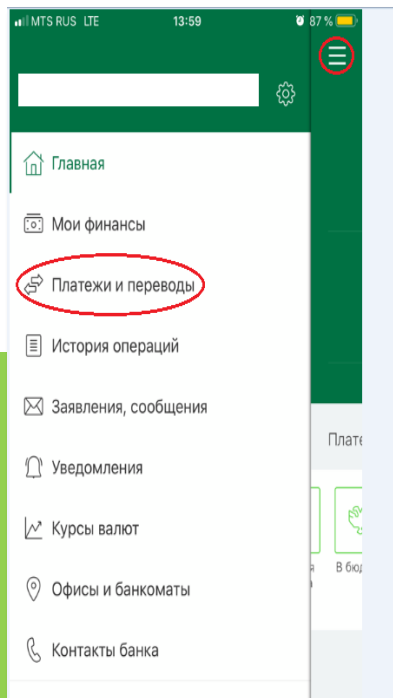 MTS RUS LTE 13:59 87 %
Главная
Мои финансы
Платежи и переводы
История операций
Заявления, сообщения
Уведомления
Курсы валют
Офисы и банкоматы
Контакты банка
Плате
В бюд